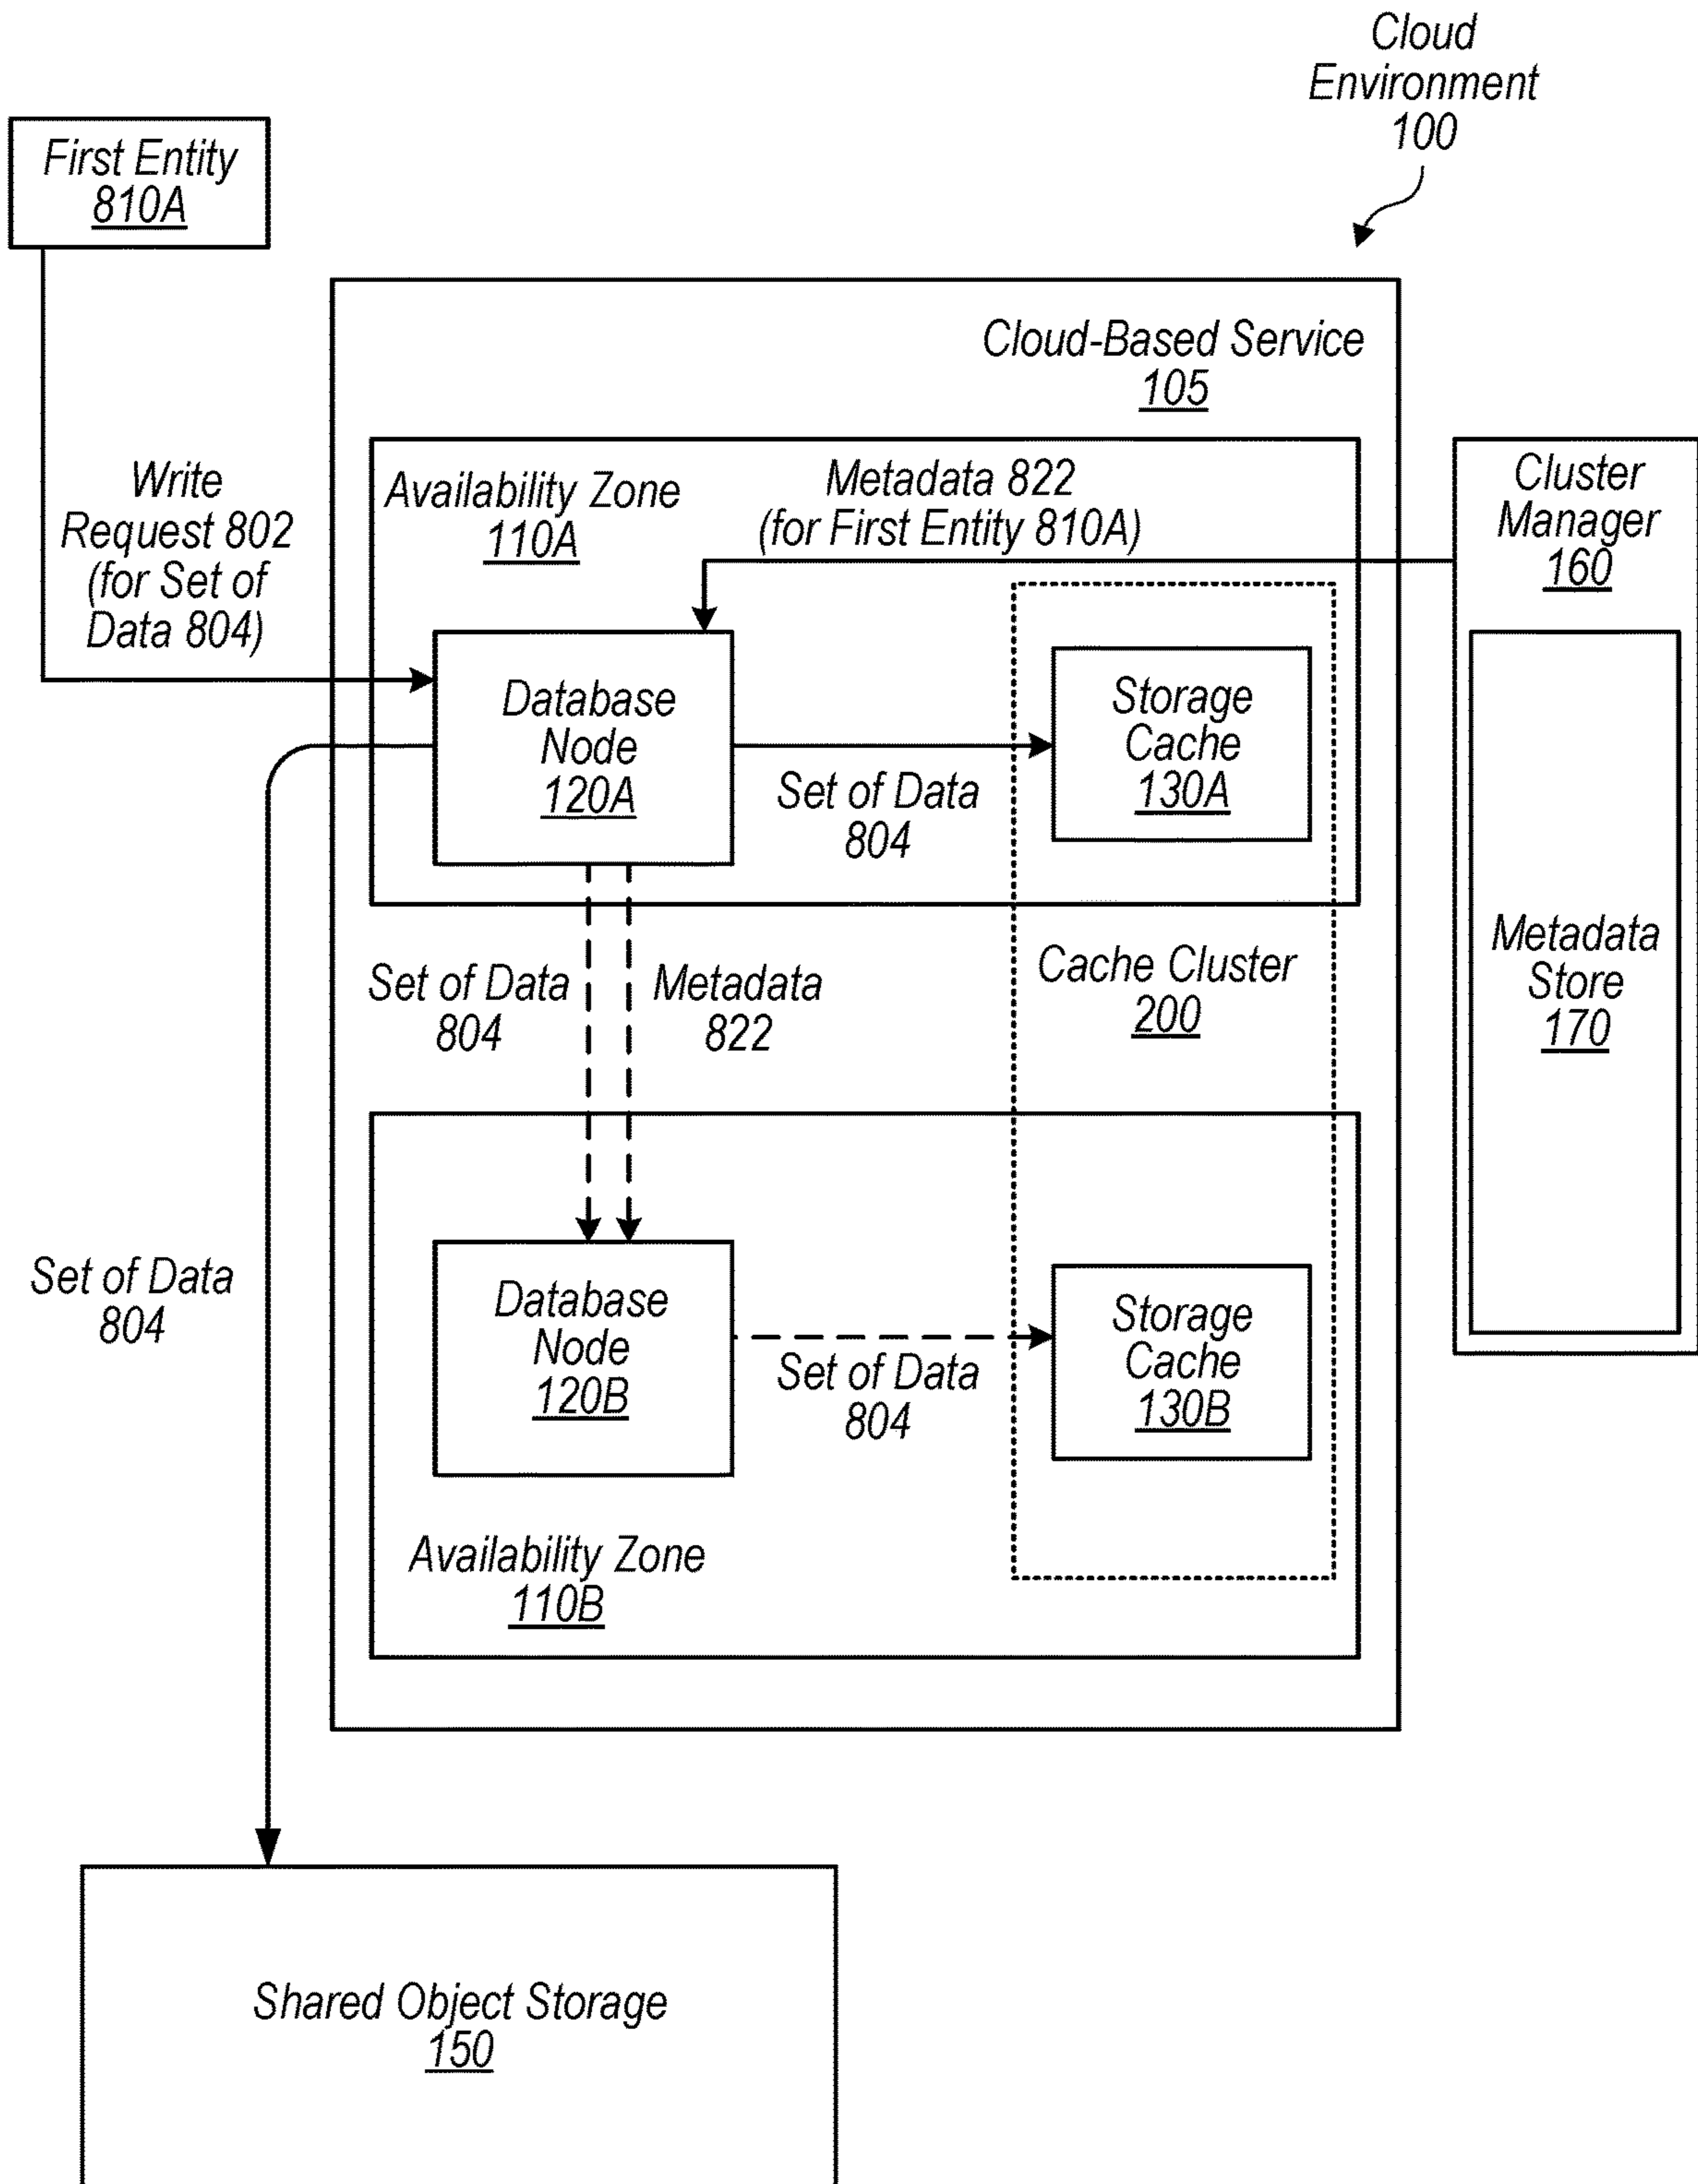 Cloud
Environment
100
First Entity
810A
Cloud-Based Service
105
Write
Request 802
(for Set of
Data 804)
Availability Zone
110A
Metadata 822
(for First Entity 810A)
Cluster
Manager
160
Database
Node
120A
Set of Data
804
Storage
Cache
130A
Set of Data
804
Metadata
822
Cache Cluster
200
Metadata
Store
170
Set of Data
804
Database
Node
120B
Set of Data
804
Storage
Cache
130B
Availability Zone
110B
Shared Object Storage
150